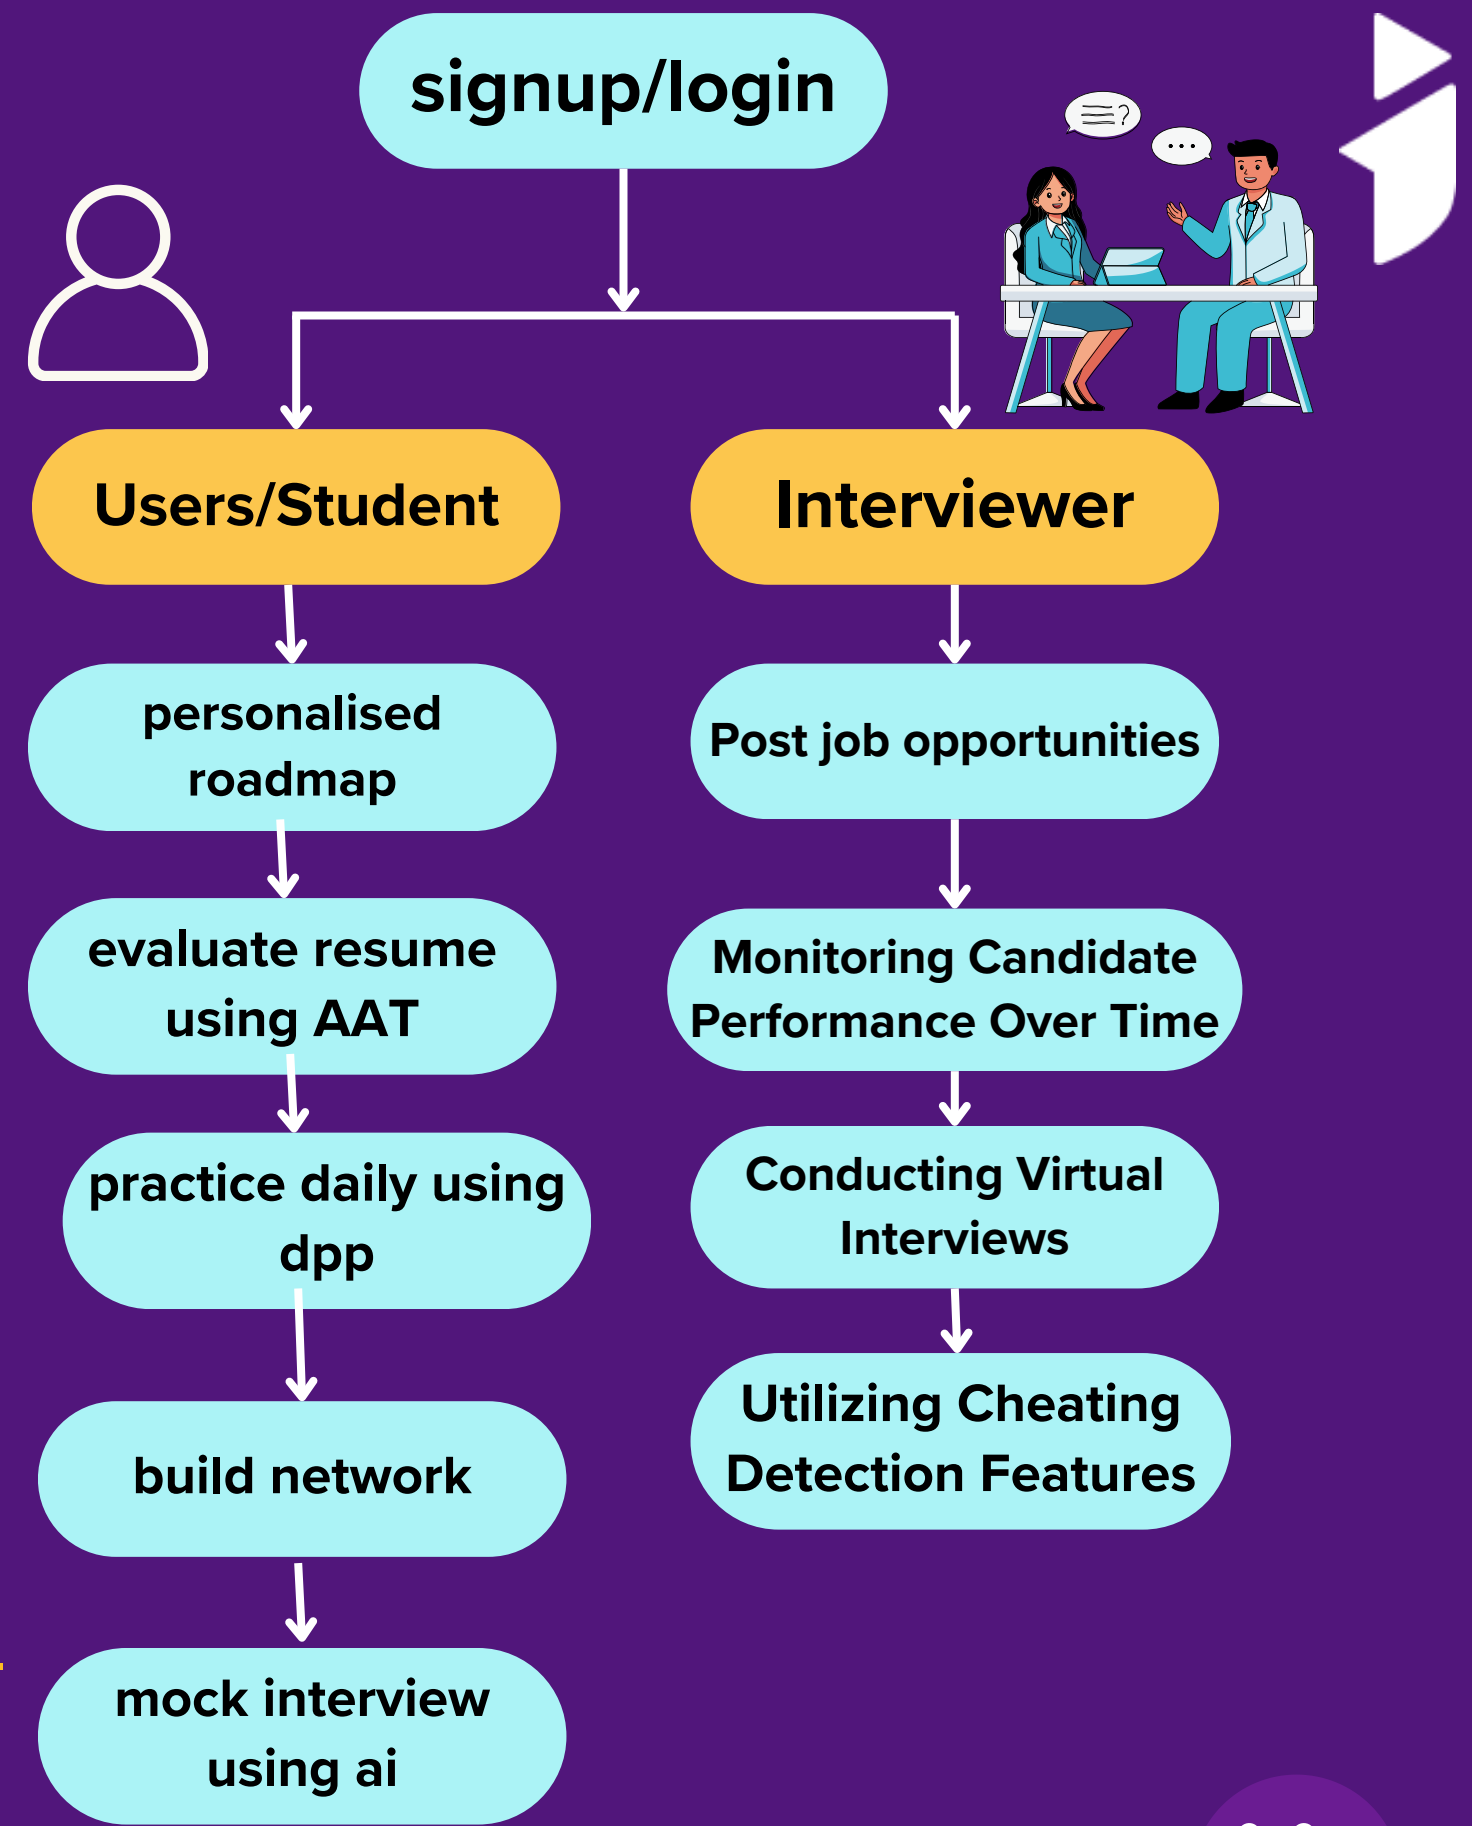 signup/login
Users/Student
Interviewer
personalised
roadmap
evaluate resume
using AAT
practice daily using
dpp
build network
mock interview
using ai
Post job opportunities
Monitoring Candidate
Performance Over Time
Conducting Virtual
Interviews
Utilizing Cheating
Detection Features
?